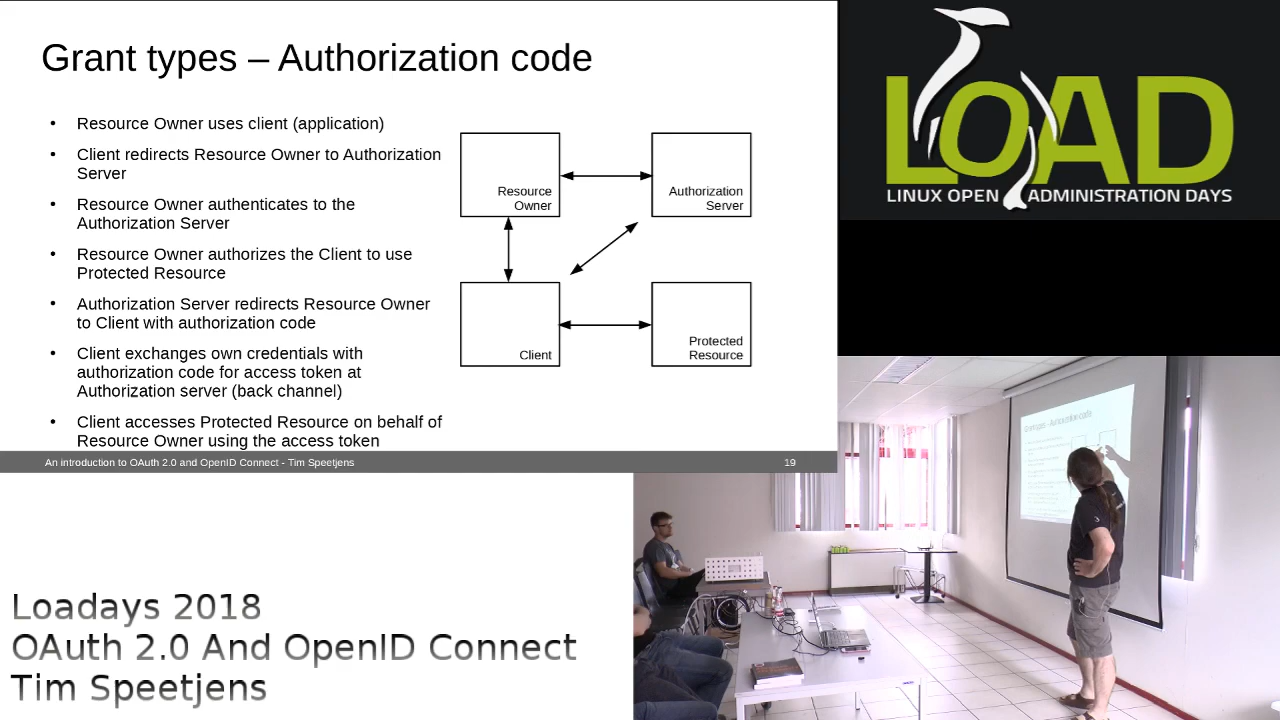 Grant types – Authorization code
• Resource Owner uses client (application)
• Client redirects Resource Owner to Authorization
Server
• Resource Owner authenticates to the
Authorization Server
• Resource Owner authorizes the Client to use
Protected Resource
• Authorization Server redirects Resource Owner
to Client with authorization code
• Client exchanges own credentials with
authorization code for access token at
Authorization server (back channel)
• Client accesses Protected Resource on behalf of
Resource Owner using the access token
Resource
Owner
Authorization
Server
Client
Protected
Resource
An introduction to OAuth 2.0 and OpenID Connect - Tim Speetjens
19
LOAD
LINUX OPEN ADMINISTRATION DAYS
Grant types - Authorization code
Loadays 2018
OAuth 2.0 And OpenID Connect
Tim Speetjens